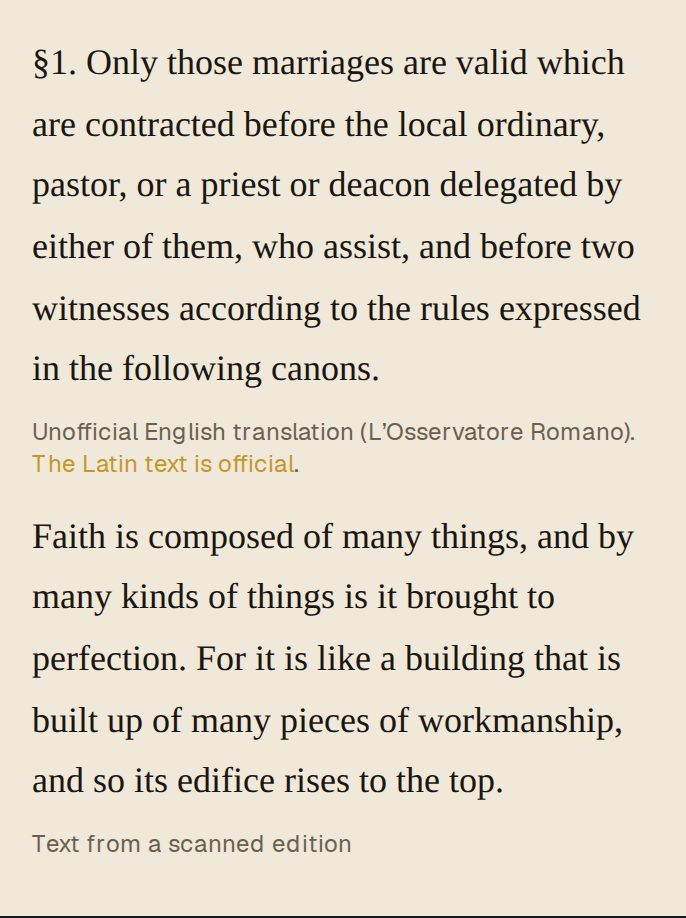 §1. Only those marriages are valid which
are contracted before the local ordinary,
pastor, or a priest or deacon delegated by
either of them, who assist, and before two
witnesses according to the rules expressed
in the following canons.
Unofficial English translation (L’Osservatore Romano).
The Latin text is official.
Faith is composed of many things, and by
many kinds of things is it brought to
perfection. For it is like a building that is
built up of many pieces of workmanship,
and so its edifice rises to the top.
Text from a scanned edition